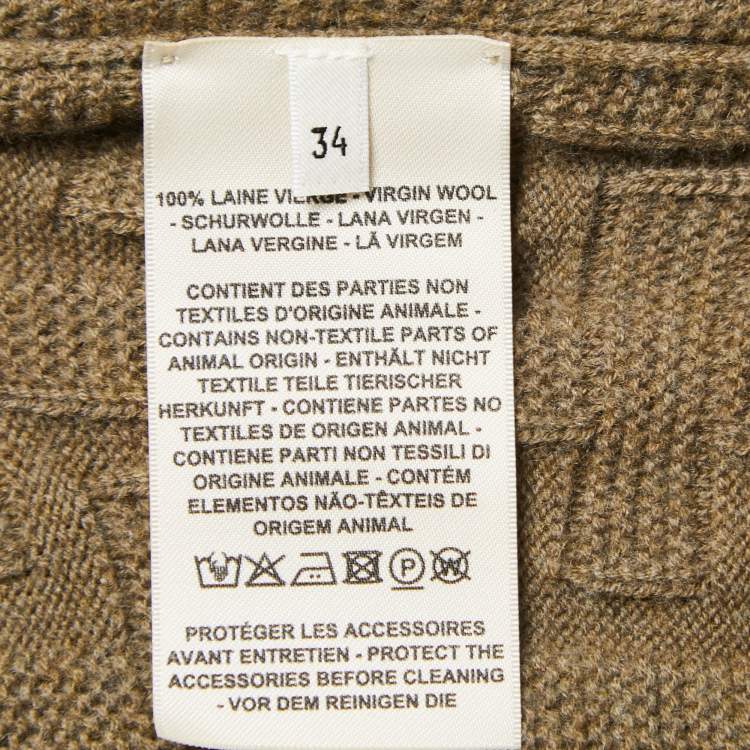 34
100% LAINE VIERGE - VIRGIN WOOL
- SCHURWOLLE - LANA VIRGEN -
LANA VERGINE - LÃ VIRGEM
CONTIENT DES PARTIES NON
TEXTILES D'ORIGINE ANIMALE -
CONTAINS NON-TEXTILE PARTS OF
ANIMAL ORIGIN - ENTHÄLT NICHT
TEXTILE TEILE TIERISCHER
HERKUNFT - CONTIENE PARTES NO
TEXTILES DE ORIGEN ANIMAL -
CONTIENE PARTI NON TESSILI DI
ORIGINE ANIMALE - CONTÉM
ELEMENTOS NÃO-TÊXTEIS DE
ORIGEM ANIMAL
P W
PROTÉGER LES ACCESSOIRES
AVANT ENTRETIEN - PROTECT THE
ACCESSORIES BEFORE CLEANING
- VOR DEM REINIGEN DIE